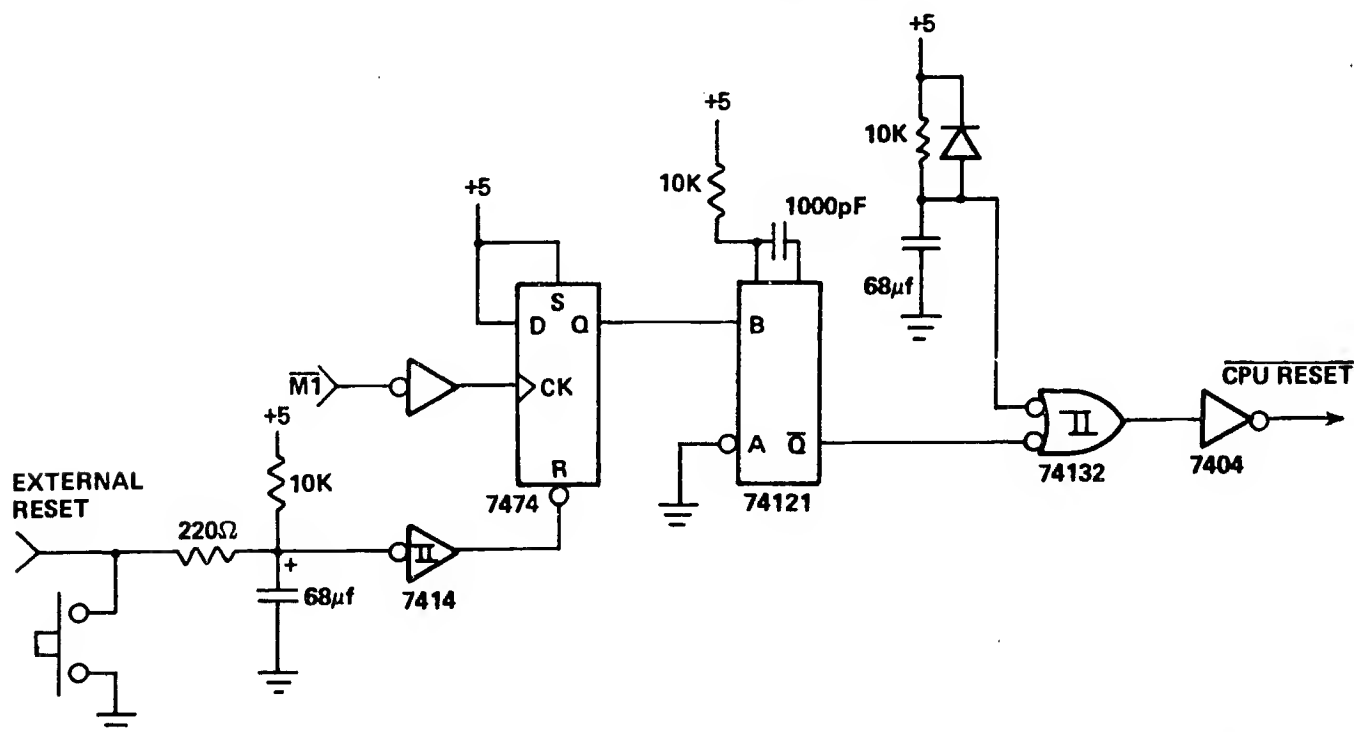 +5
+5
10K
10K
1000pF
+5
68µf
S
D Q
B
M1
CK
CPU RESET
+5
A Q
74132
7404
R
10K
7474
74121
EXTERNAL
RESET
220Ω
+
68µf
7414